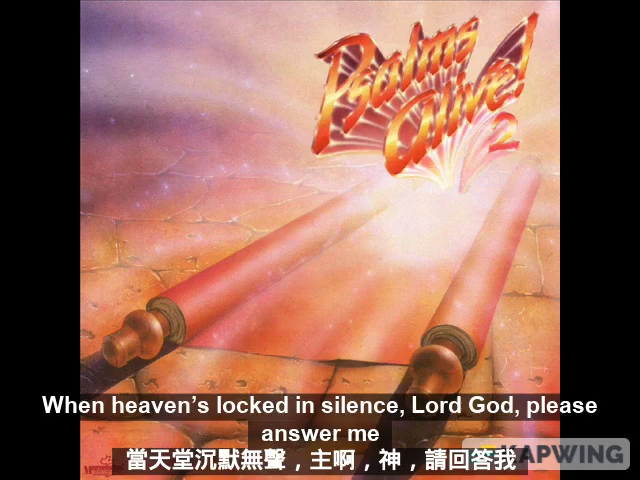 Psalms
Alive!
2
When heaven’s locked in silence, Lord God, please
answer me
當天堂沉默無聲，主啊，神，請回答我
KAPWING